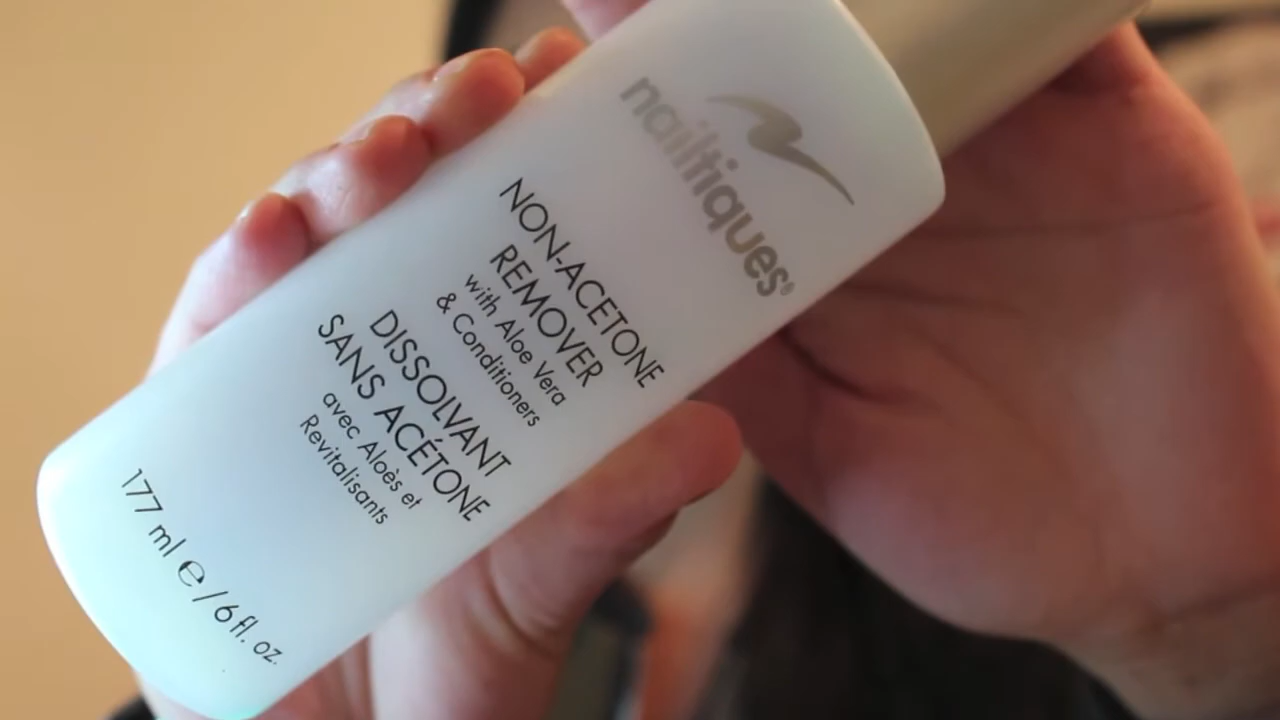 nailtiques®
NON-ACETONE
REMOVER
with Aloe Vera
& Conditioners
DISSOLVANT
SANS ACÉTONE
avec Aloès et
Revitalisants
177 ml ℮ / 6 fl. oz.